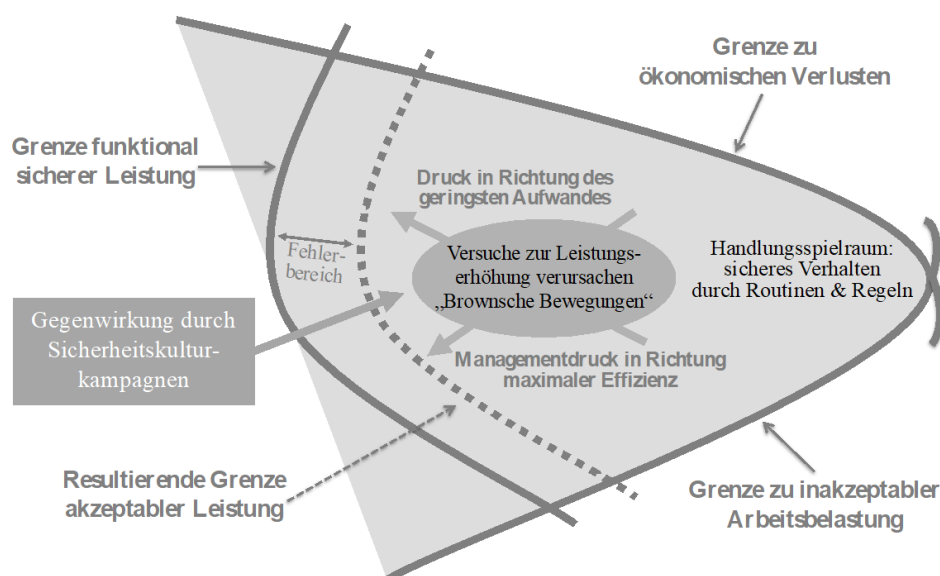 Grenze zu
ökonomischen Verlusten
Grenze funktional
sicherer Leistung
Druck in Richtung des
geringsten Aufwandes
Fehler-
bereich
Versuche zur Leistungs-
erhöhung verursachen
„Brownsche Bewegungen“
Handlungsspielraum:
sicheres Verhalten
durch Routinen & Regeln
Gegenwirkung durch
Sicherheitskultur-
kampagnen
Managementdruck in Richtung
maximaler Effizienz
Resultierende Grenze
akzeptabler Leistung
Grenze zu inakzeptabler
Arbeitsbelastung